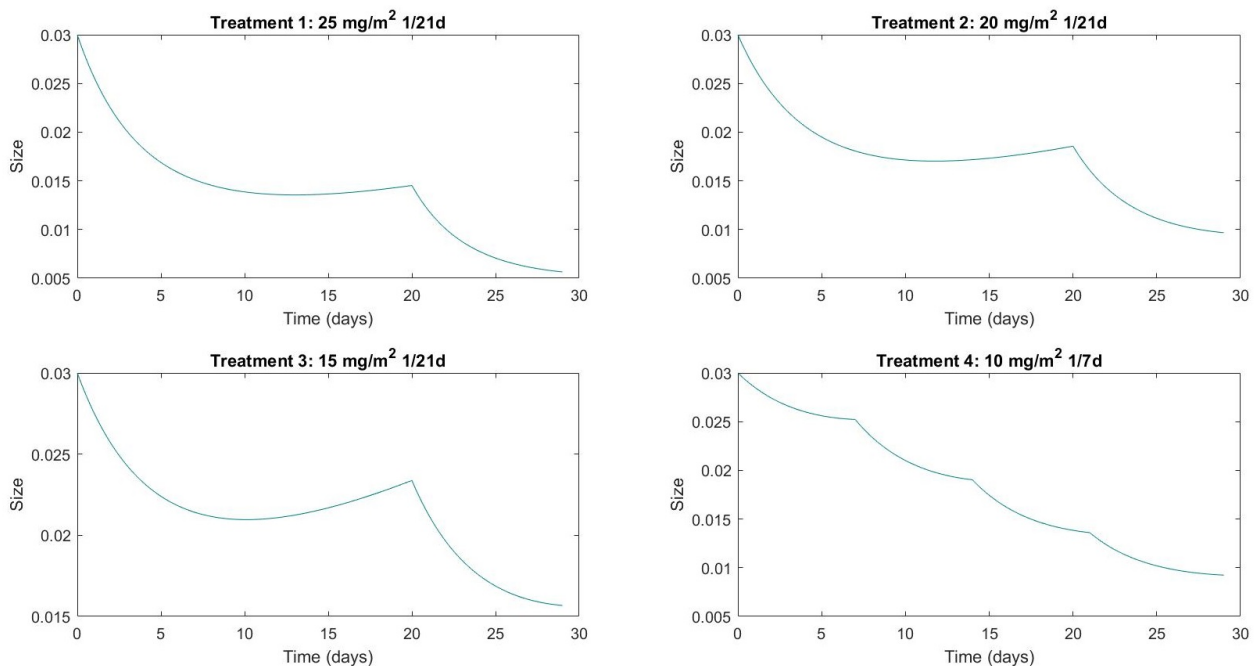 Treatment 1: 25 mg/m² 1/21d
0.03
0.025
0.02
0.015
0.01
0.005
Size
0 5 10 15 20 25 30
Time (days)
Treatment 2: 20 mg/m² 1/21d
0.03
0.025
0.02
0.015
0.01
0.005
Size
0 5 10 15 20 25 30
Time (days)
Treatment 3: 15 mg/m² 1/21d
0.03
0.025
0.02
0.015
Size
0 5 10 15 20 25 30
Time (days)
Treatment 4: 10 mg/m² 1/7d
0.03
0.025
0.02
0.015
0.01
0.005
Size
0 5 10 15 20 25 30
Time (days)